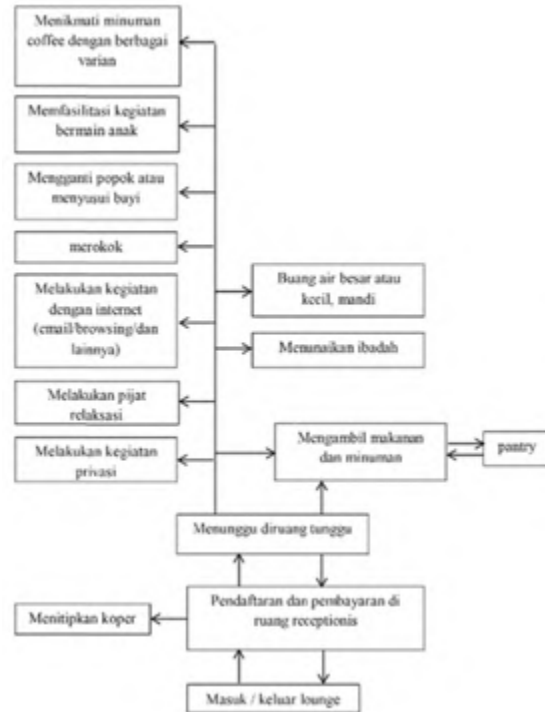 Menikmati minuman
coffee dengan berbagai
varian
Memfasilitasi kegiatan
bermain anak
Mengganti popok atau
menyusui bayi
merokok
Melakukan kegiatan
dengan internet
(email/browsing/dan
lainnya)
Melakukan pijat
relaksasi
Melakukan kegiatan
privasi
Buang air besar atau
kecil, mandi
Menunaikan ibadah
Mengambil makanan
dan minuman
pantry
Menunggu diruang tunggu
Pendaftaran dan pembayaran di
ruang receptionis
Menitipkan koper
Masuk / keluar lounge